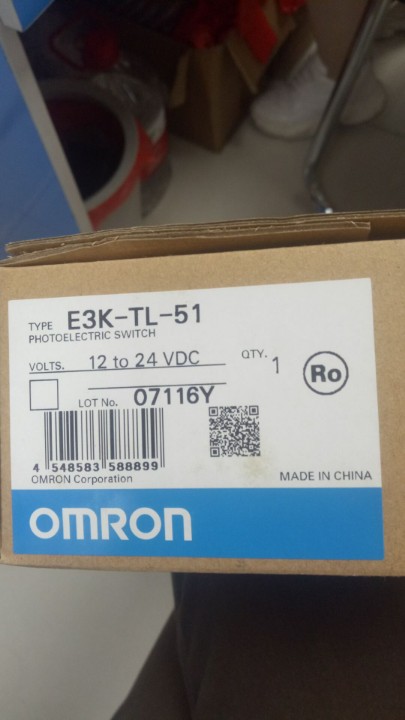 TYPE E3K-TL-51
PHOTOELECTRIC SWITCH
VOLTS. 12 to 24 VDC
QTY. 1
Ro
LOT No. 07116Y
4 548583 588899
OMRON Corporation
MADE IN CHINA
OMRON